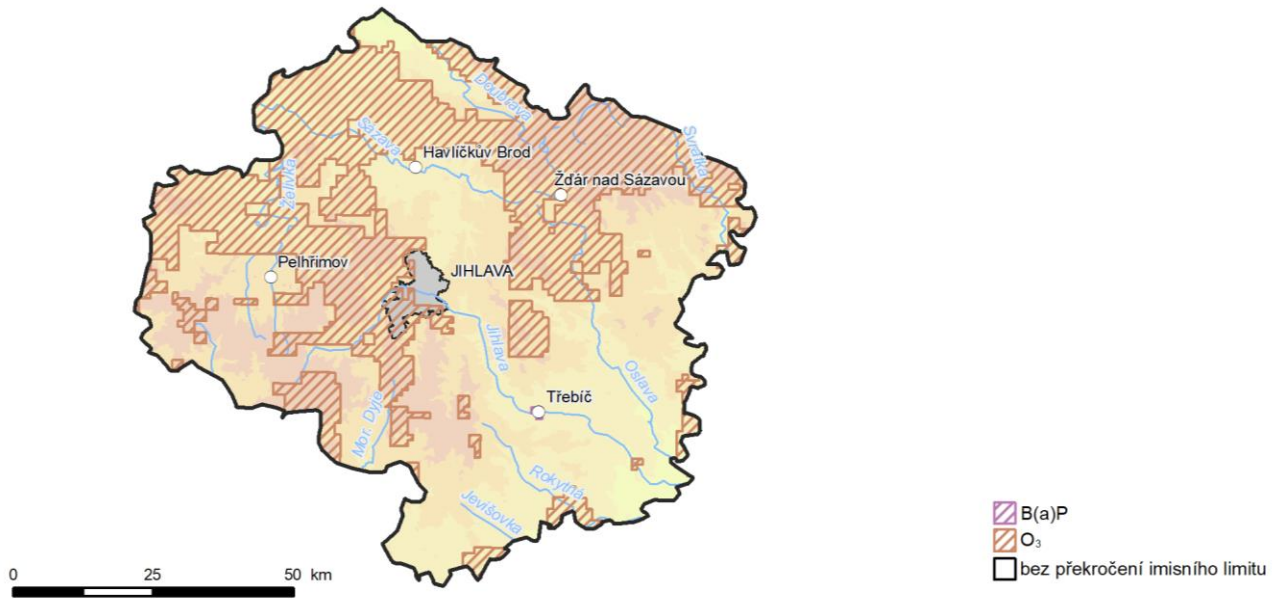 Doubrava
Svratka
Sázava
Havlíčkův Brod
Želivka
Žďár nad Sázavou
Pelhřimov
JIHLAVA
Jihlava
Oslava
Třebíč
Mor. Dyje
Rokytná
Jevišovka
B(a)P
O₃
bez překročení imisního limitu
0 25 50 km